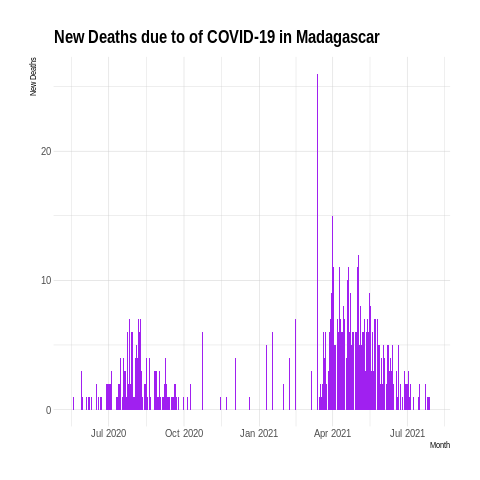 New Deaths due to of COVID-19 in Madagascar
New Deaths
20
10
0
Jul 2020 Oct 2020 Jan 2021 Apr 2021 Jul 2021
Month